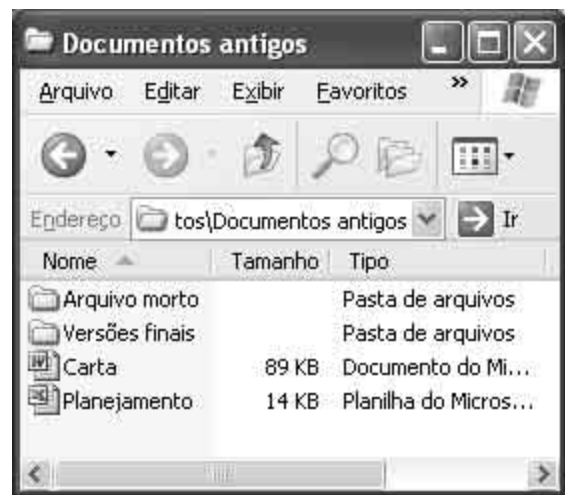 Documentos antigos
Arquivo Editar Exibir Favoritos »
Endereço tos\Documentos antigos Ir
Nome Tamanho Tipo
Arquivo morto Pasta de arquivos
Versões finais Pasta de arquivos
Carta 89 KB Documento do Mi...
Planejamento 14 KB Planilha do Micros...